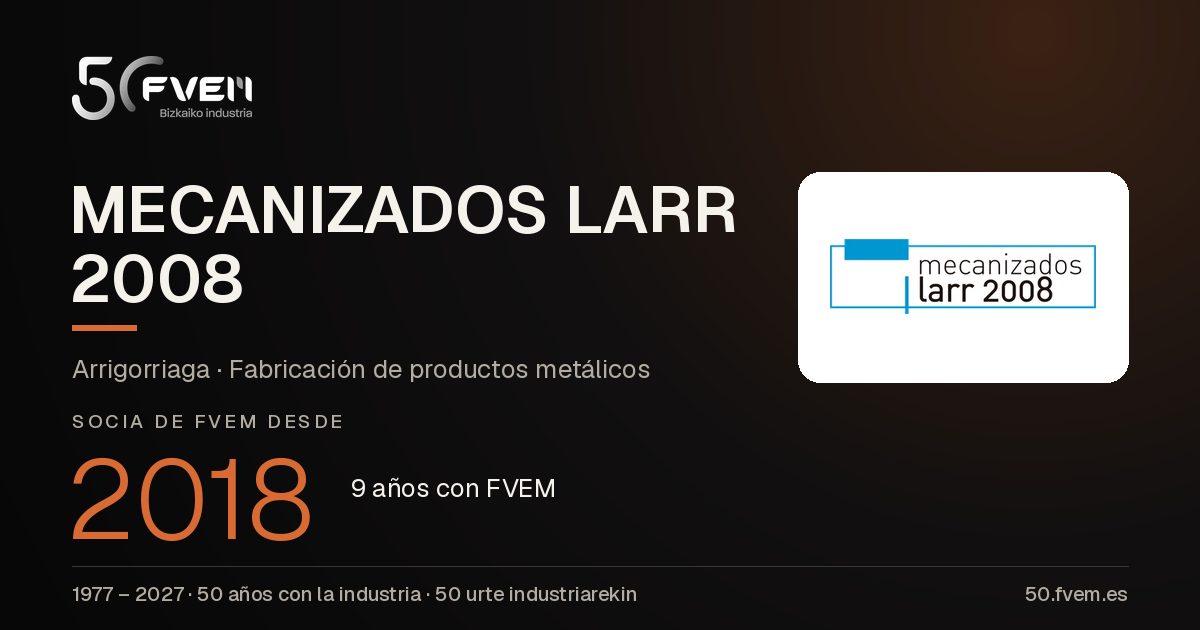 50 FVEM
Bizkaiko industria
MECANIZADOS LARR
2008
mecanizados
larr 2008
Arrigorriaga · Fabricación de productos metálicos
SOCIA DE FVEM DESDE
2018
9 años con FVEM
1977 – 2027 · 50 años con la industria · 50 urte industriarekin
50.fvem.es